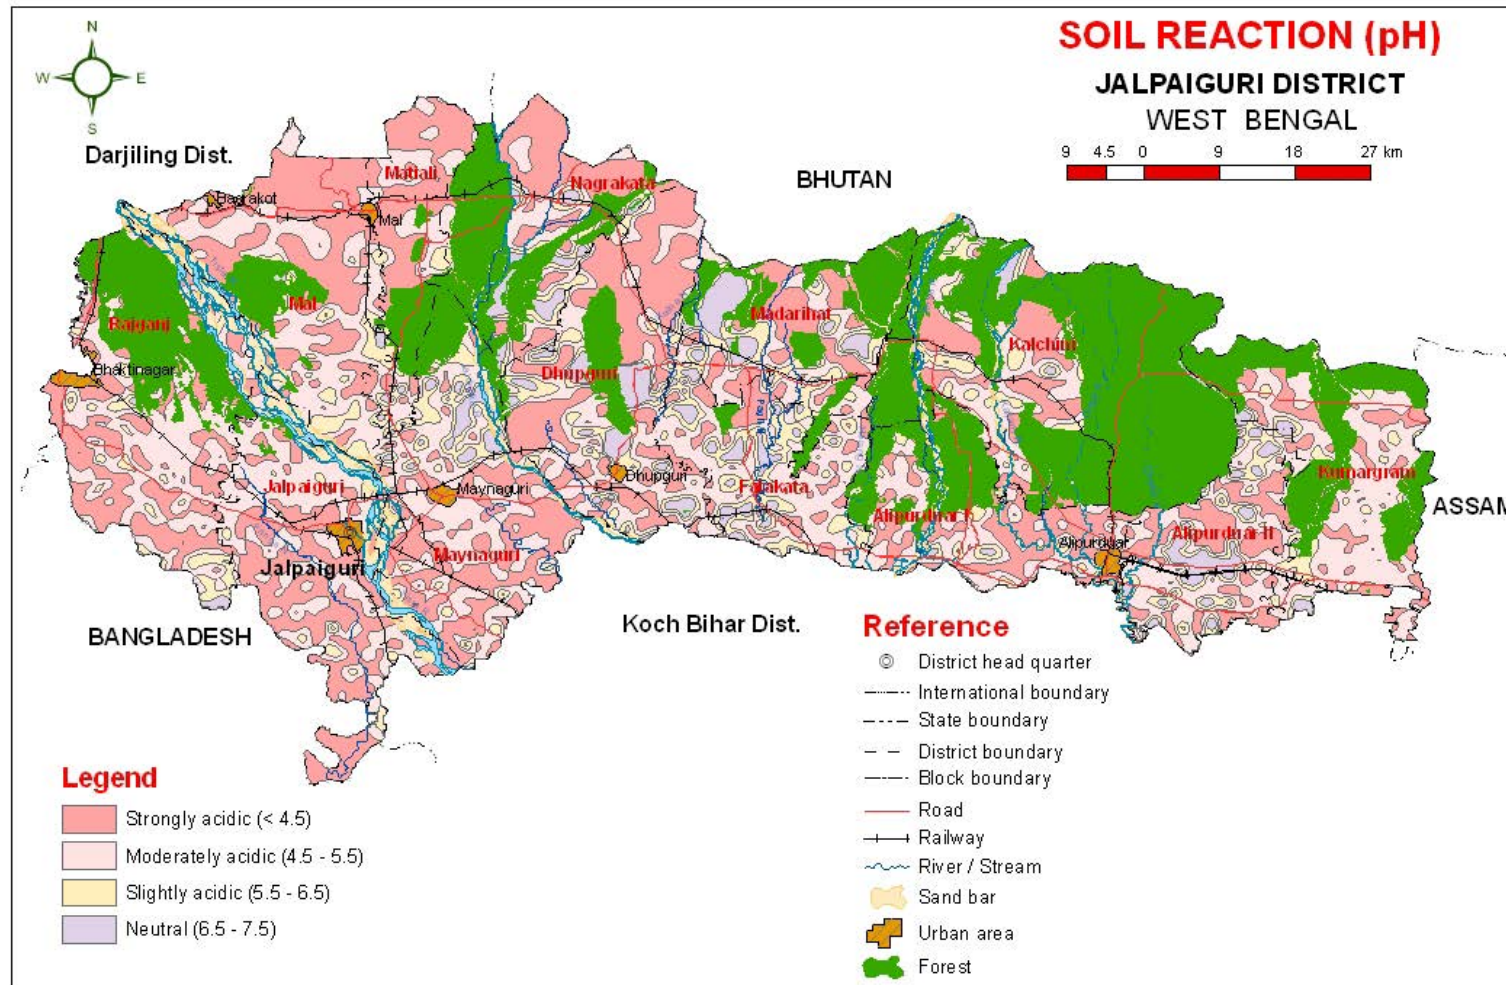 SOIL REACTION (pH)
JALPAIGURI DISTRICT
WEST BENGAL
9 4.5 0 9 18 27 km
N
W E
S
Darjiling Dist.
BHUTAN
Matiali
Nagrakata
Bagrakot
Mal
Mal
Rajganj
Madarihat
Kalchini
Bhaktinagar
Dhupguri
Jalpaiguri
Maynaguri
Dhupguri
Falakata
Kumargram
ASSAM
Alipurduar-I
Alipurduar
Alipurduar-II
Maynaguri
Jalpaiguri
BANGLADESH
Koch Bihar Dist.
Reference
District head quarter
International boundary
State boundary
District boundary
Block boundary
Road
Railway
River / Stream
Sand bar
Urban area
Forest
Legend
Strongly acidic (< 4.5)
Moderately acidic (4.5 - 5.5)
Slightly acidic (5.5 - 6.5)
Neutral (6.5 - 7.5)